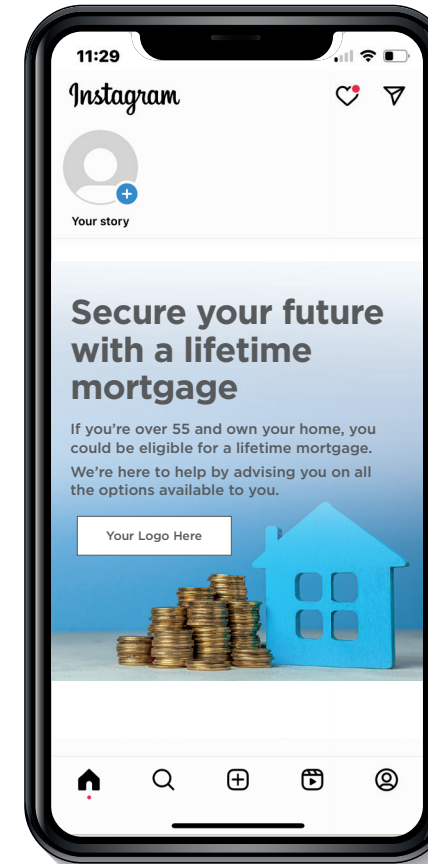 11:29
Instagram
Your story
Secure your future
with a lifetime
mortgage
If you're over 55 and own your home, you
could be eligible for a lifetime mortgage.
We're here to help by advising you on all
the options available to you.
Your Logo Here